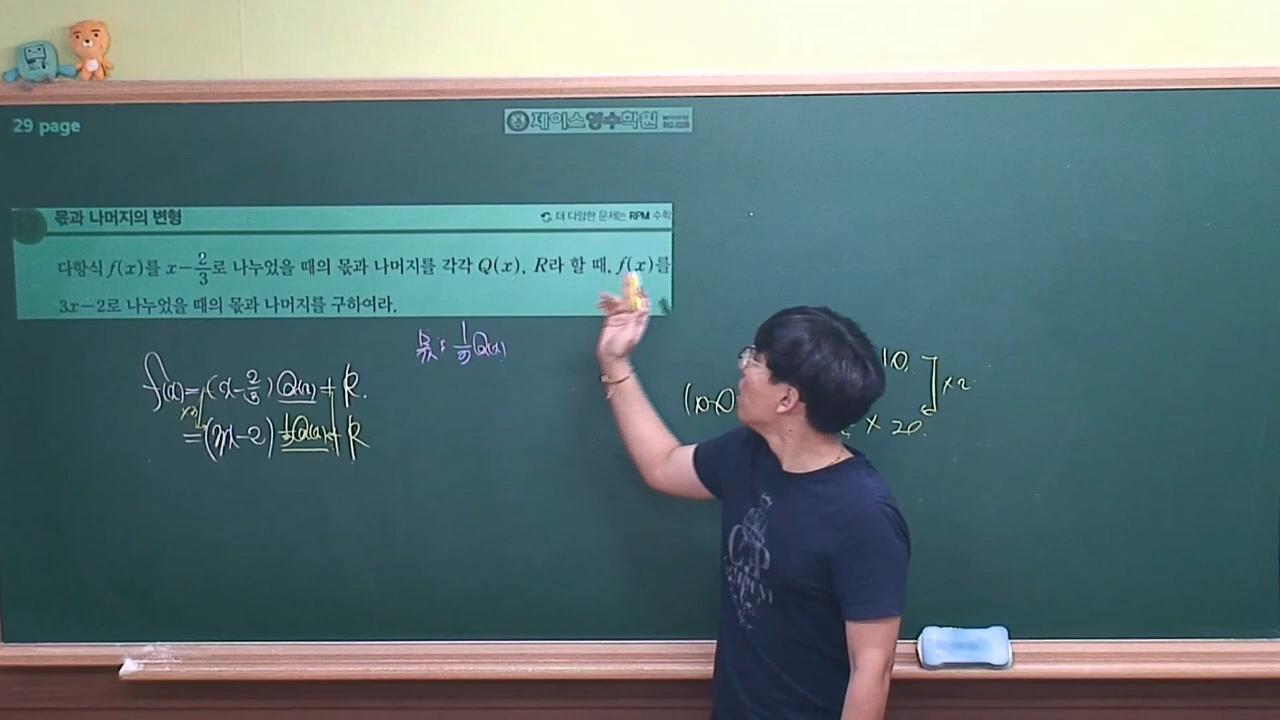 29 page
제이스영수학원
몫과 나머지의 변형
더 다양한 문제는 RPM 수학
다항식 f(x)를 x-2/3로 나누었을 때의 몫과 나머지를 각각 Q(x), R라 할 때, f(x)를
3x-2로 나누었을 때의 몫과 나머지를 구하여라.
몫: 1/3 Q(x)
f(x)=(x-2/3)Q(x)+R.
=(3x-2) 1/3 Q(x)+R
×3
×2
× 20